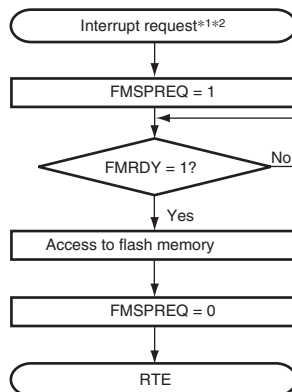 Interrupt request*1*2
FMSPREQ = 1
FMRDY = 1?
No
Yes
Access to flash memory
FMSPREQ = 0
RTE